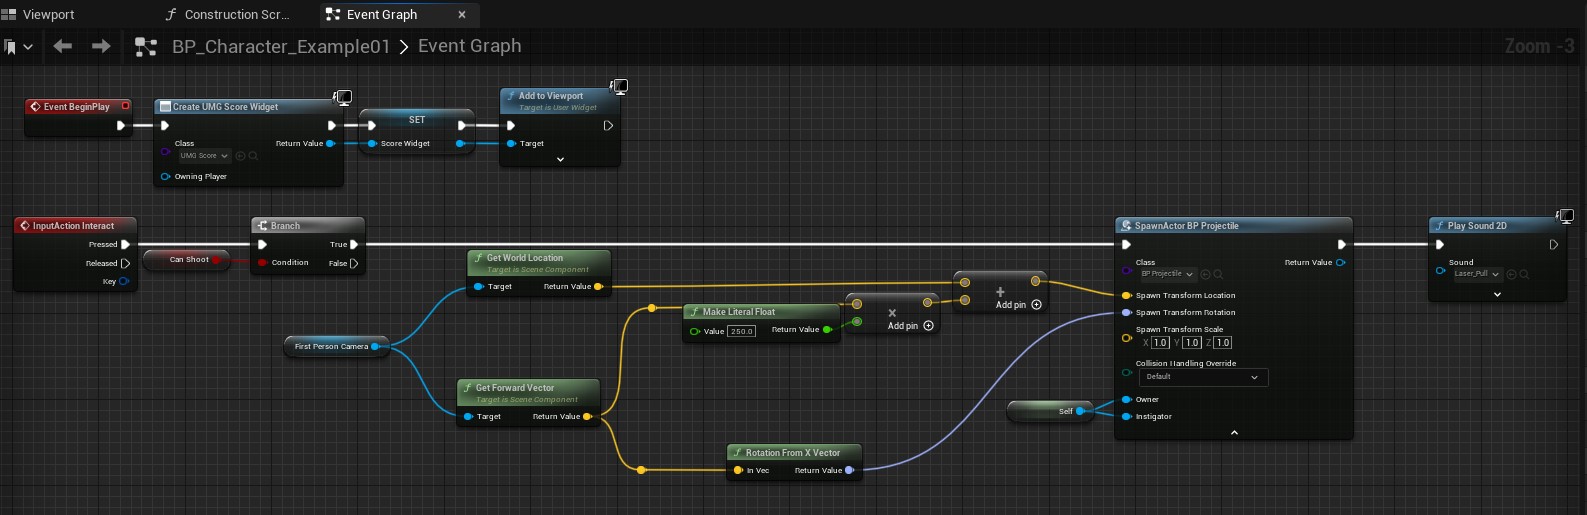 Viewport
Construction Scr...
Event Graph
BP_Character_Example01 > Event Graph
Zoom -3
Event BeginPlay
Create UMG Score Widget
Class
UMG Score
Return Value
Owning Player
SET
Score Widget
Add to Viewport
Target is User Widget
Target
InputAction Interact
Pressed
Released
Key
Can Shoot
Branch
True
Condition
False
Get World Location
Target is Scene Component
Target
Return Value
First Person Camera
Get Forward Vector
Target is Scene Component
Target
Return Value
Make Literal Float
Value 250.0
Return Value
×
Add pin
+
Add pin
Rotation From X Vector
In Vec
Return Value
Self
SpawnActor BP Projectile
Class
BP Projectile
Return Value
Spawn Transform Location
Spawn Transform Rotation
Spawn Transform Scale
X 1.0 Y 1.0 Z 1.0
Collision Handling Override
Default
Owner
Instigator
Play Sound 2D
Sound
Laser_Pull